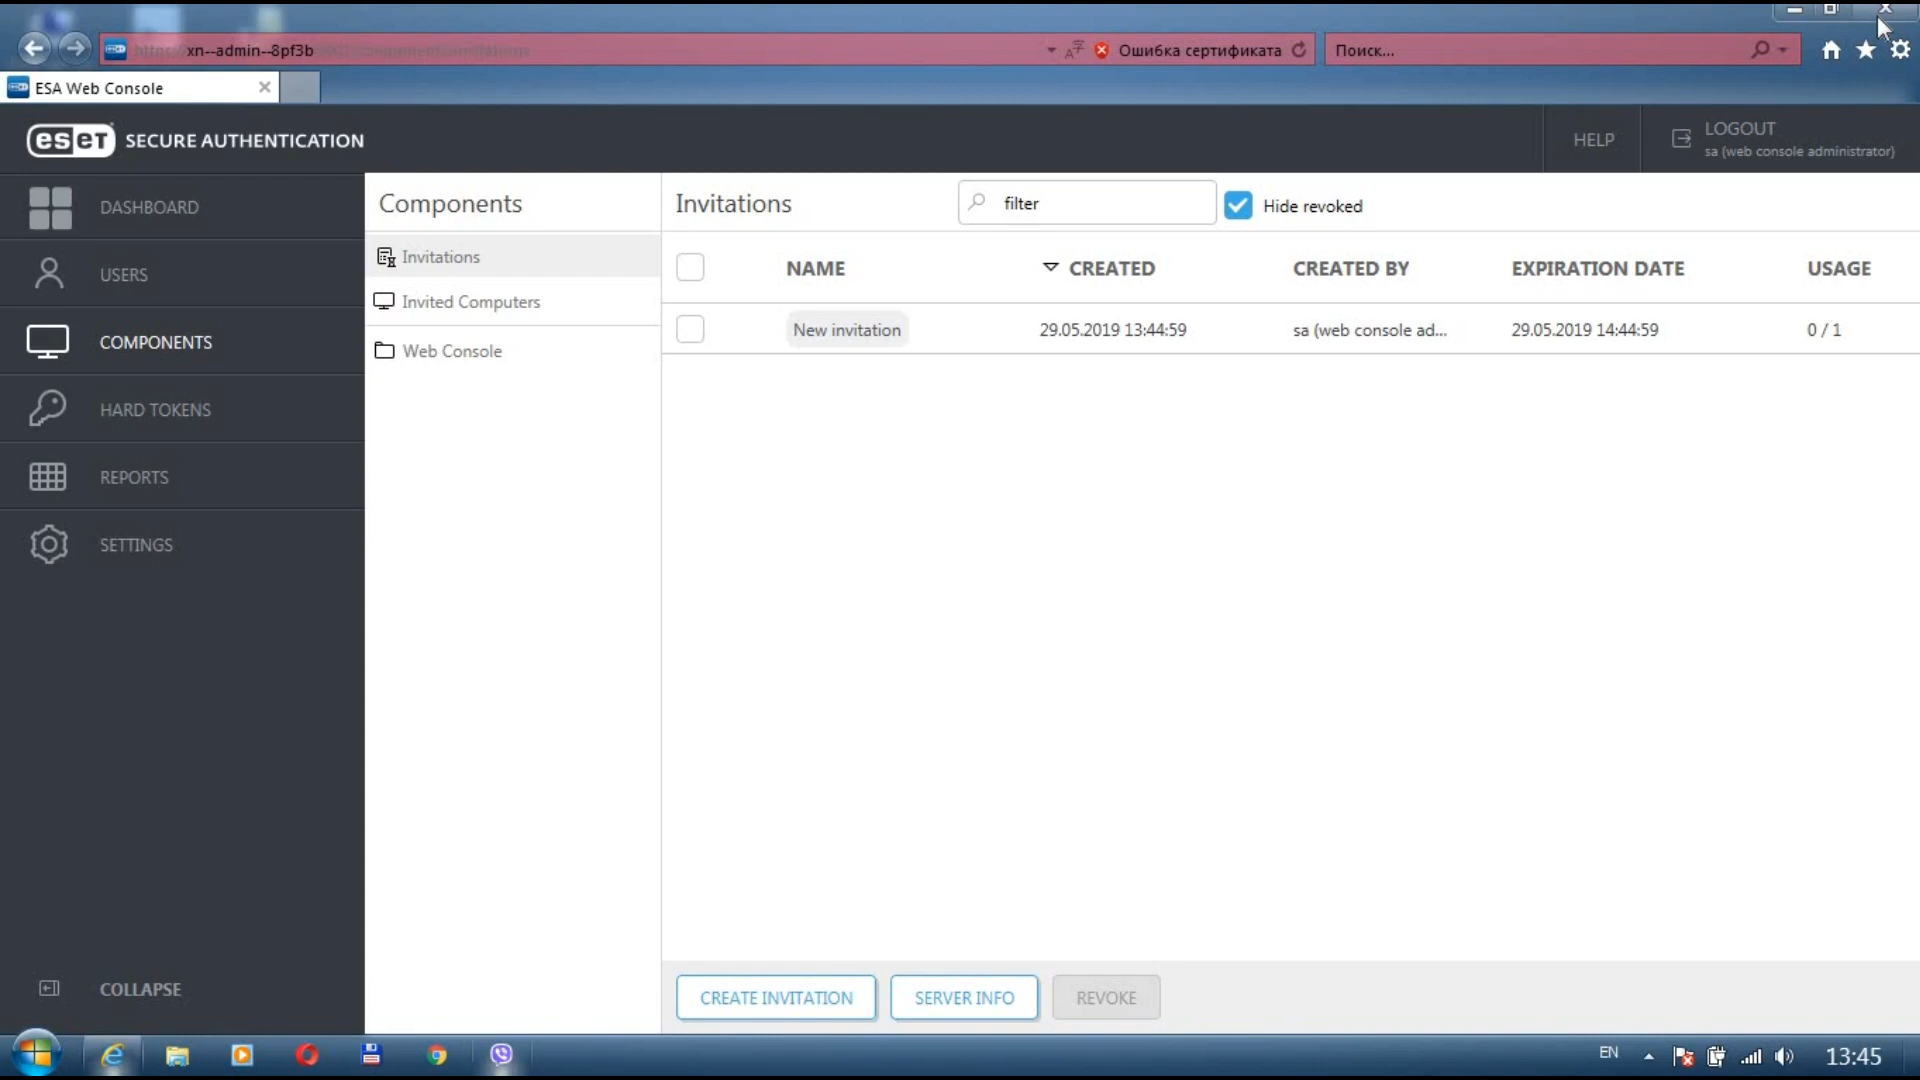 xn--admin--8pf3b
Ошибка сертификата
Поиск...
ESA Web Console
eseT SECURE AUTHENTICATION
HELP
LOGOUT
sa (web console administrator)
DASHBOARD
USERS
COMPONENTS
HARD TOKENS
REPORTS
SETTINGS
COLLAPSE
Components
Invitations
Invited Computers
Web Console
Invitations
filter
Hide revoked
NAME CREATED CREATED BY EXPIRATION DATE USAGE
New invitation 29.05.2019 13:44:59 sa (web console ad... 29.05.2019 14:44:59 0 / 1
CREATE INVITATION
SERVER INFO
REVOKE
EN
13:45